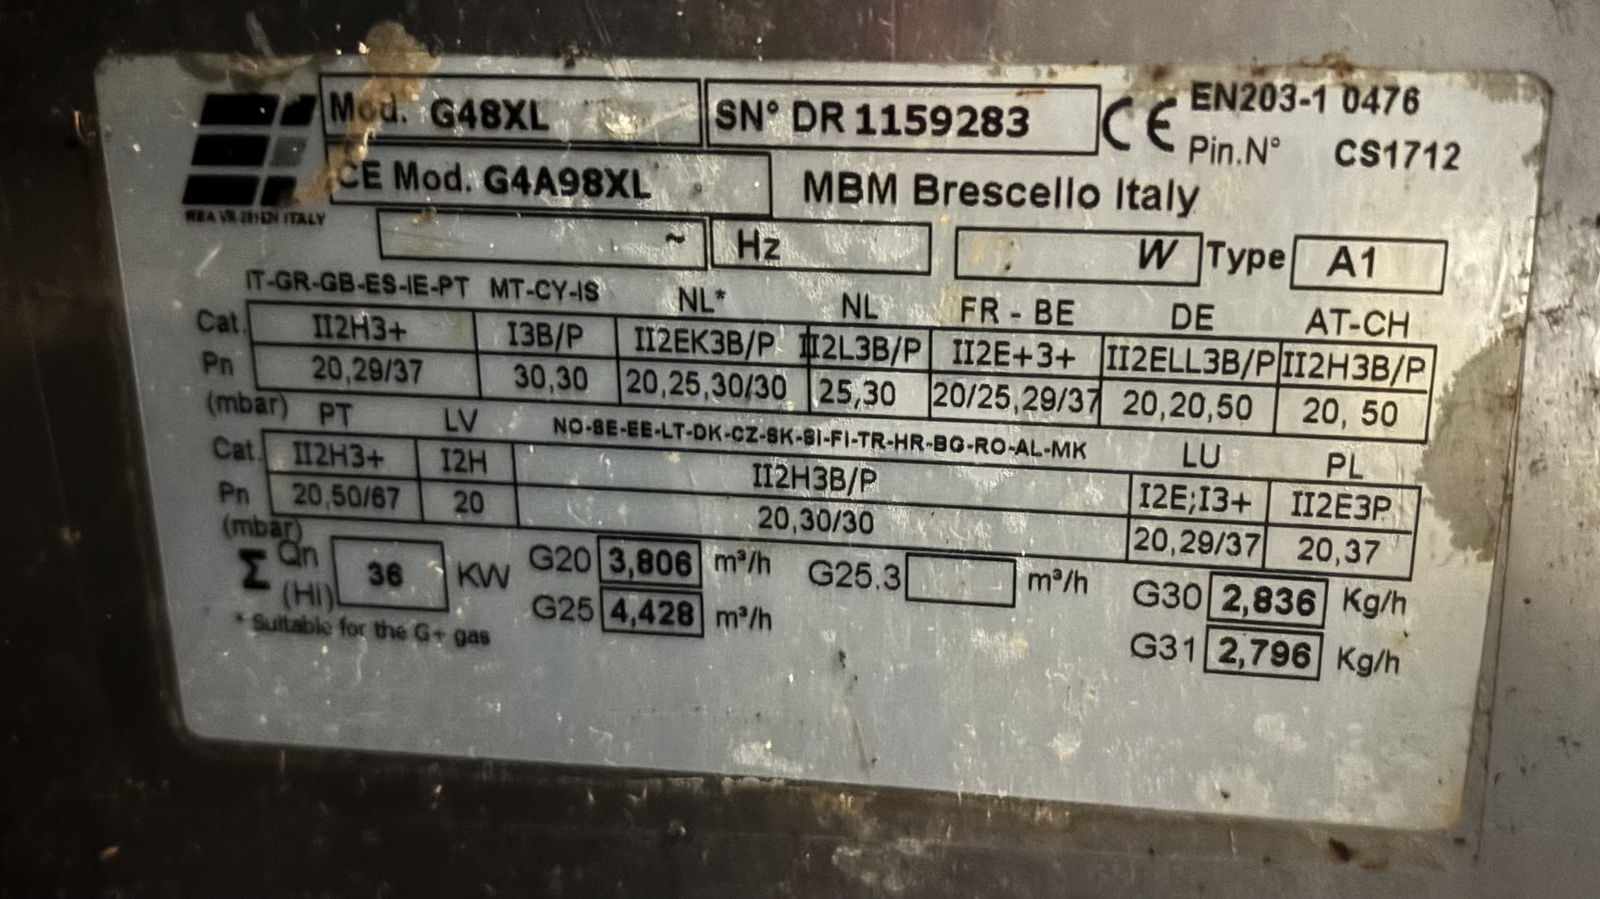 Mod. G48XL SN° DR 1159283 CE EN203-1 0476
Pin.N° CS1712
CE Mod. G4A98XL MBM Brescello Italy
ITALY
~ Hz W Type A1
IT-GR-GB-ES-IE-PT MT-CY-IS NL* NL FR - BE DE AT-CH
Cat. II2H3+ I3B/P II2EK3B/P II2L3B/P II2E+3+ II2ELL3B/P II2H3B/P
Pn 20,29/37 30,30 20,25,30/30 25,30 20/25,29/37 20,20,50 20, 50
(mbar) PT LV NO-SE-EE-LT-DK-CZ-SK-SI-FI-TR-HR-BG-RO-AL-MK LU PL
Cat. II2H3+ I2H II2H3B/P I2E;I3+ II2E3P
Pn 20,50/67 20 20,30/30 20,29/37 20,37
(mbar)
Σ Qn (Hi) 36 KW G20 3,806 m³/h G25.3 m³/h G30 2,836 Kg/h
G25 4,428 m³/h G31 2,796 Kg/h
* Suitable for the G+ gas